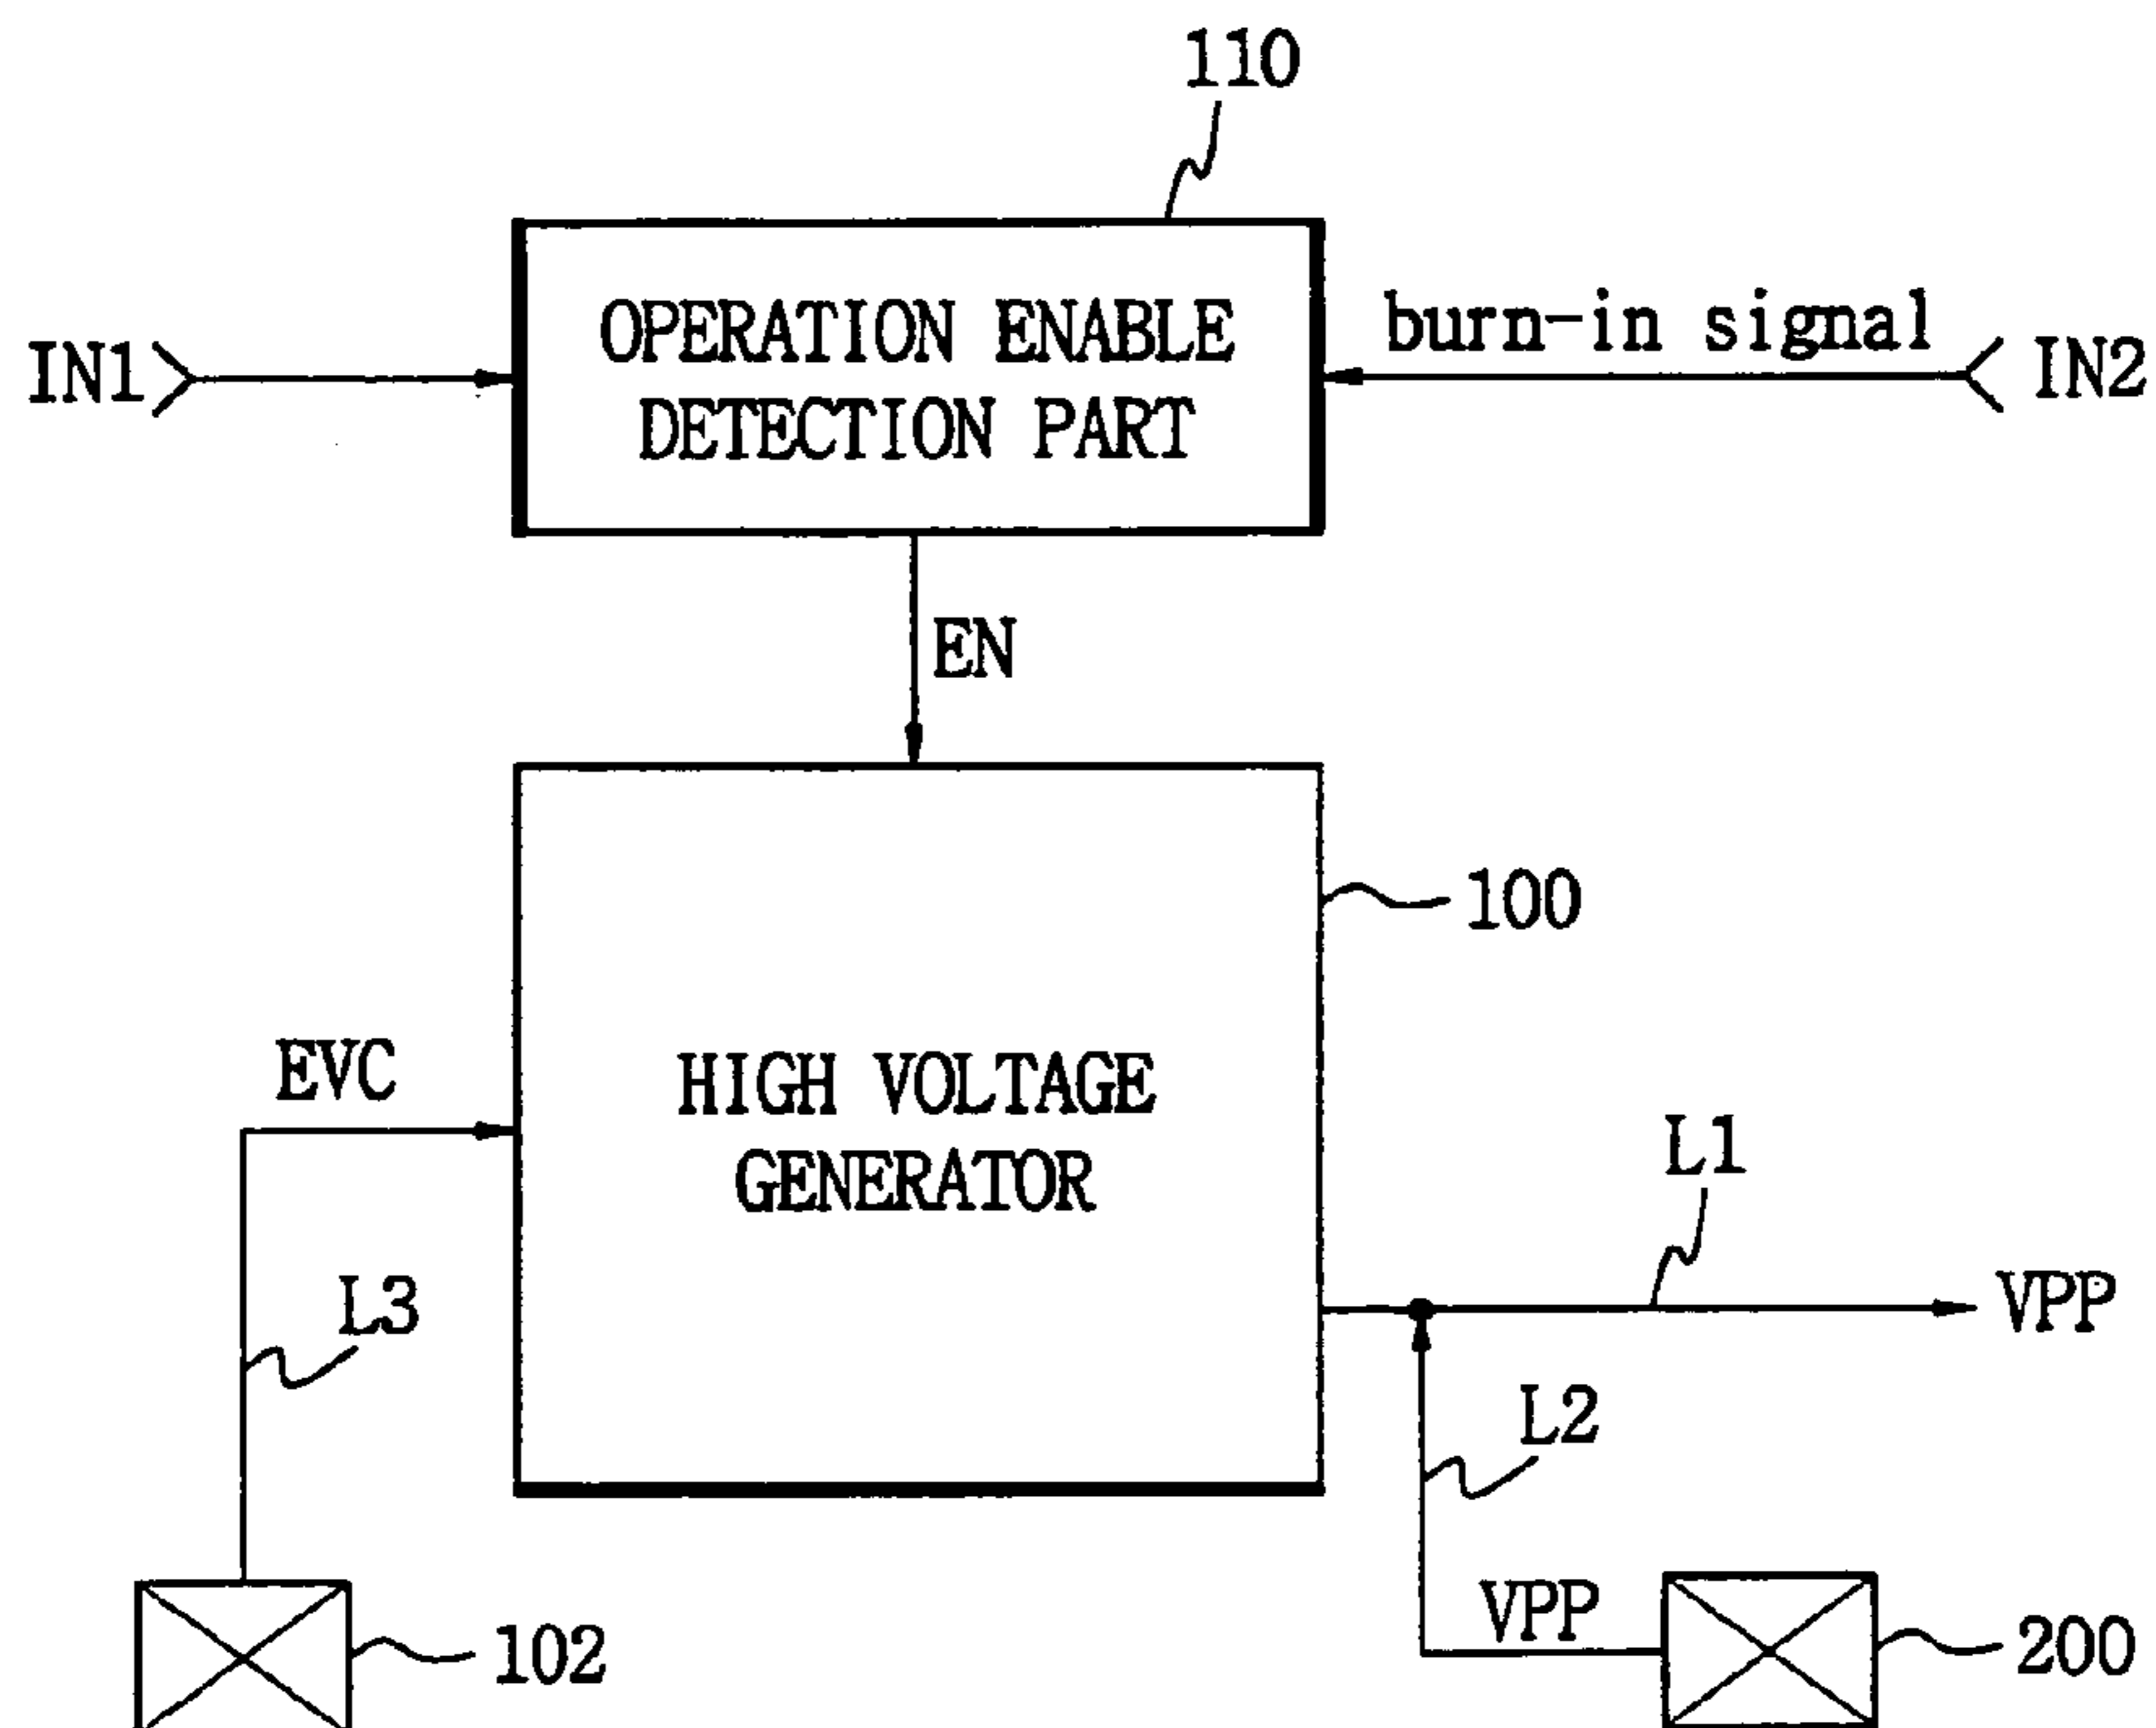 110
OPERATION ENABLE
DETECTION PART
burn-in signal
IN1
IN2
EN
100
HIGH VOLTAGE
GENERATOR
EVC
L1
L3
VPP
L2
VPP
102
200